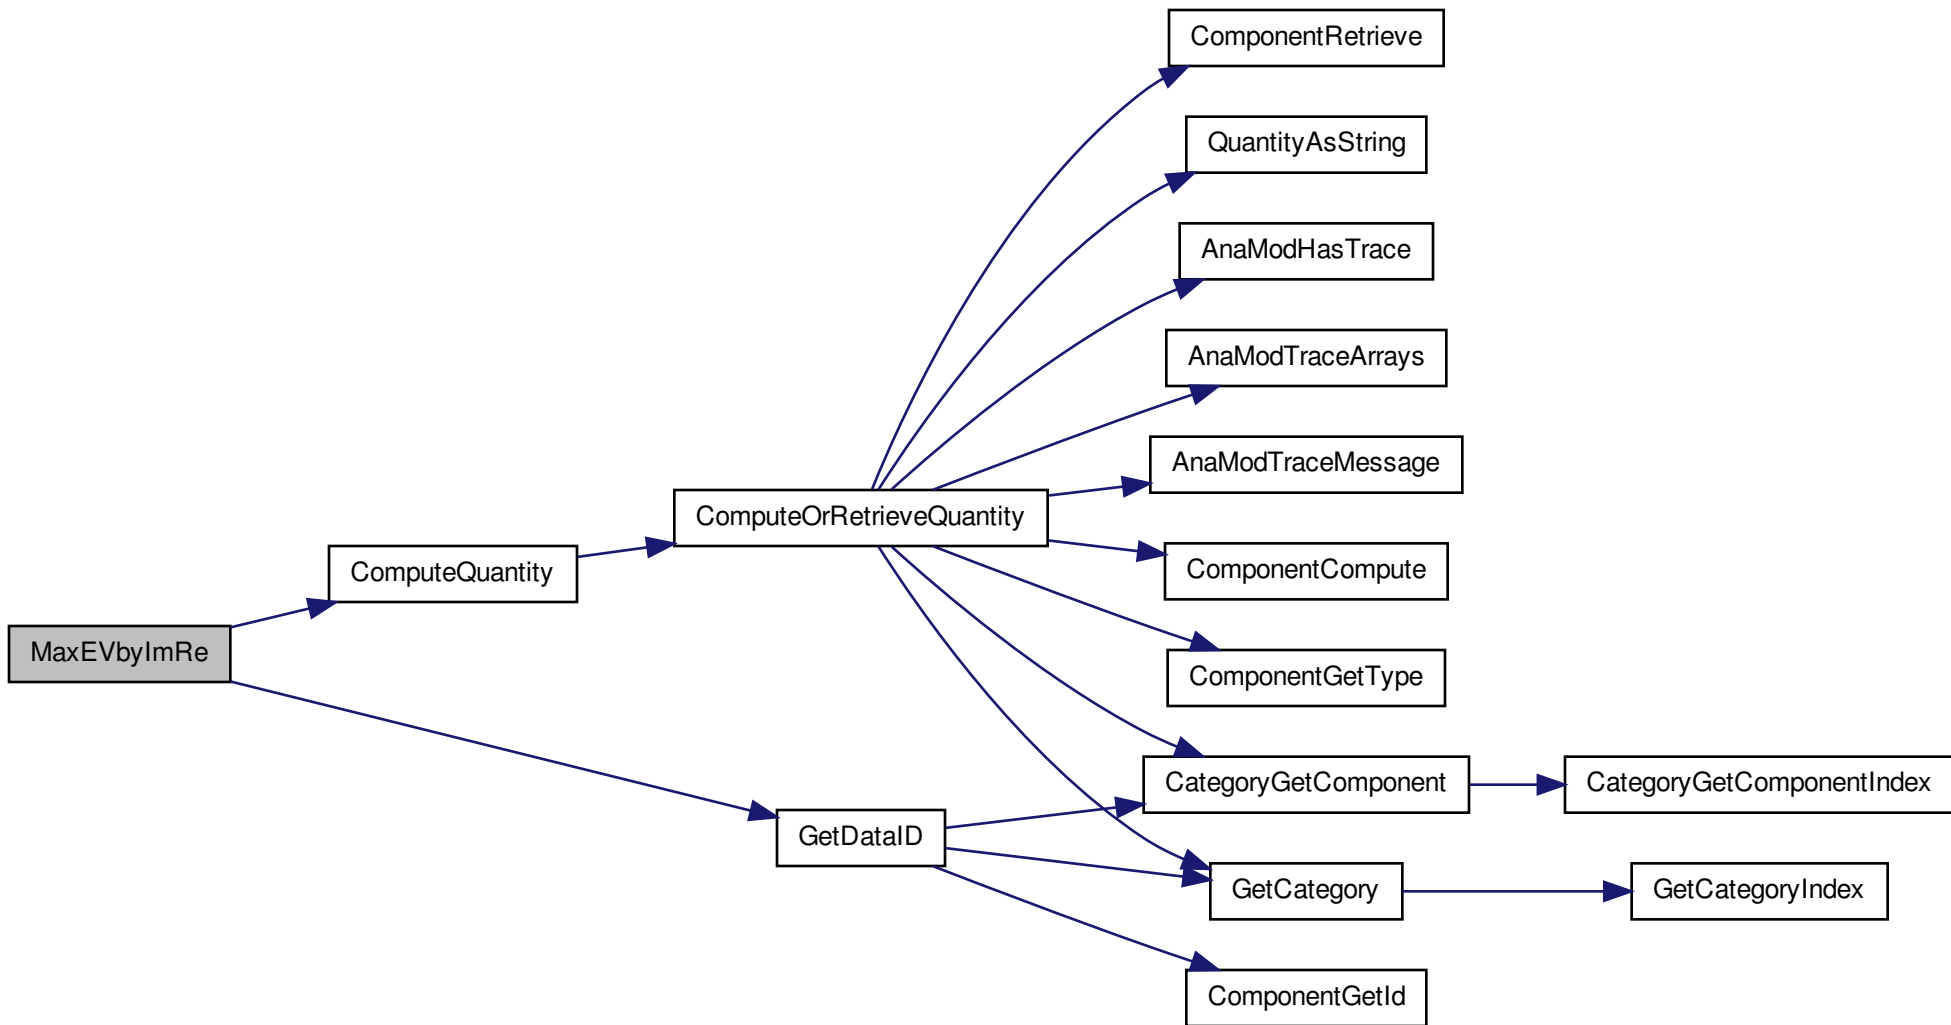 ComponentRetrieve
QuantityAsString
AnaModHasTrace
AnaModTraceArrays
AnaModTraceMessage
ComputeOrRetrieveQuantity
ComputeQuantity
ComponentCompute
MaxEVbyImRe
ComponentGetType
CategoryGetComponent
CategoryGetComponentIndex
GetDataID
GetCategory
GetCategoryIndex
ComponentGetId